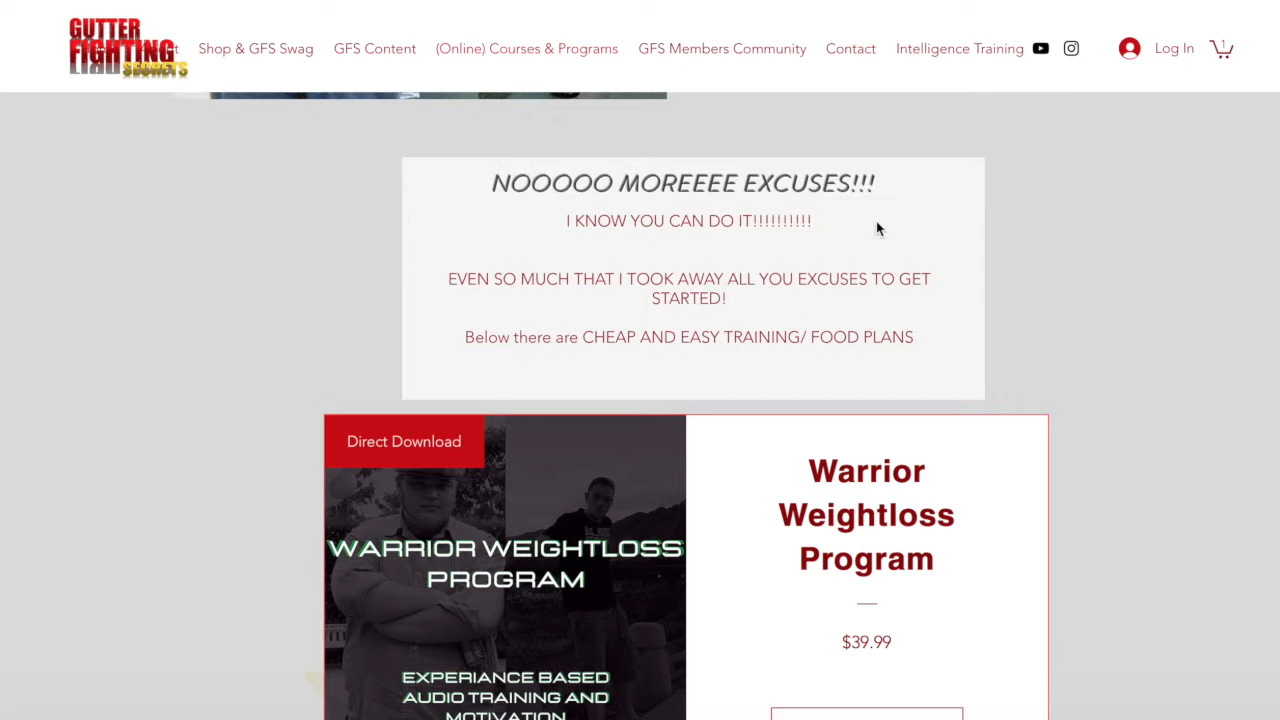 GUTTER
FIGHTING
SECRETS
Shop & GFS Swag
GFS Content
(Online) Courses & Programs
GFS Members Community
Contact
Intelligence Training
Log In
1
NOOOOO MOREEEE EXCUSES!!!
I KNOW YOU CAN DO IT!!!!!!!!!!
EVEN SO MUCH THAT I TOOK AWAY ALL YOU EXCUSES TO GET
STARTED!
Below there are CHEAP AND EASY TRAINING/ FOOD PLANS
Direct Download
WARRIOR WEIGHTLOSS
PROGRAM
EXPERIANCE BASED
AUDIO TRAINING AND
MOTIVATION
Warrior
Weightloss
Program
$39.99